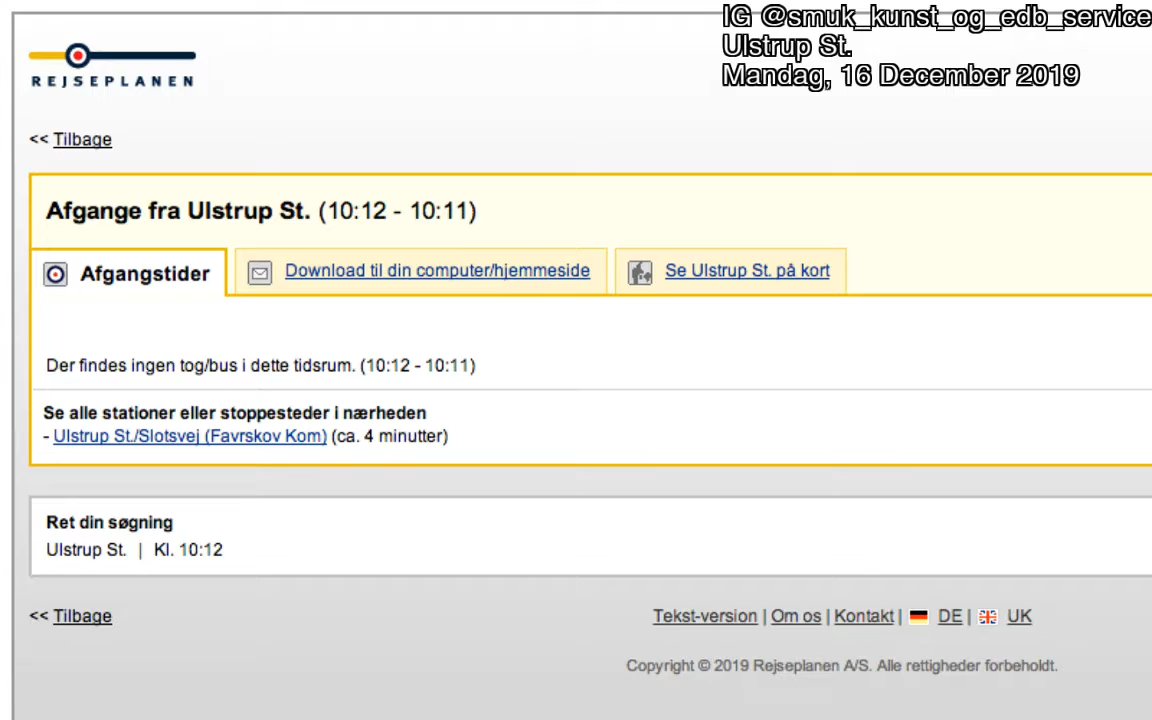 IG @smuk_kunst_og_edb_service
Ulstrup St.
Mandag, 16 December 2019
REJSEPLANEN
<< Tilbage
Afgange fra Ulstrup St. (10:12 - 10:11)
Afgangstider
Download til din computer/hjemmeside
Se Ulstrup St. på kort
Der findes ingen tog/bus i dette tidsrum. (10:12 - 10:11)
Se alle stationer eller stoppesteder i nærheden
- Ulstrup St./Slotsvej (Favrskov Kom) (ca. 4 minutter)
Ret din søgning
Ulstrup St. | Kl. 10:12
<< Tilbage
Tekst-version | Om os | Kontakt | DE | UK
Copyright © 2019 Rejseplanen A/S. Alle rettigheder forbeholdt.